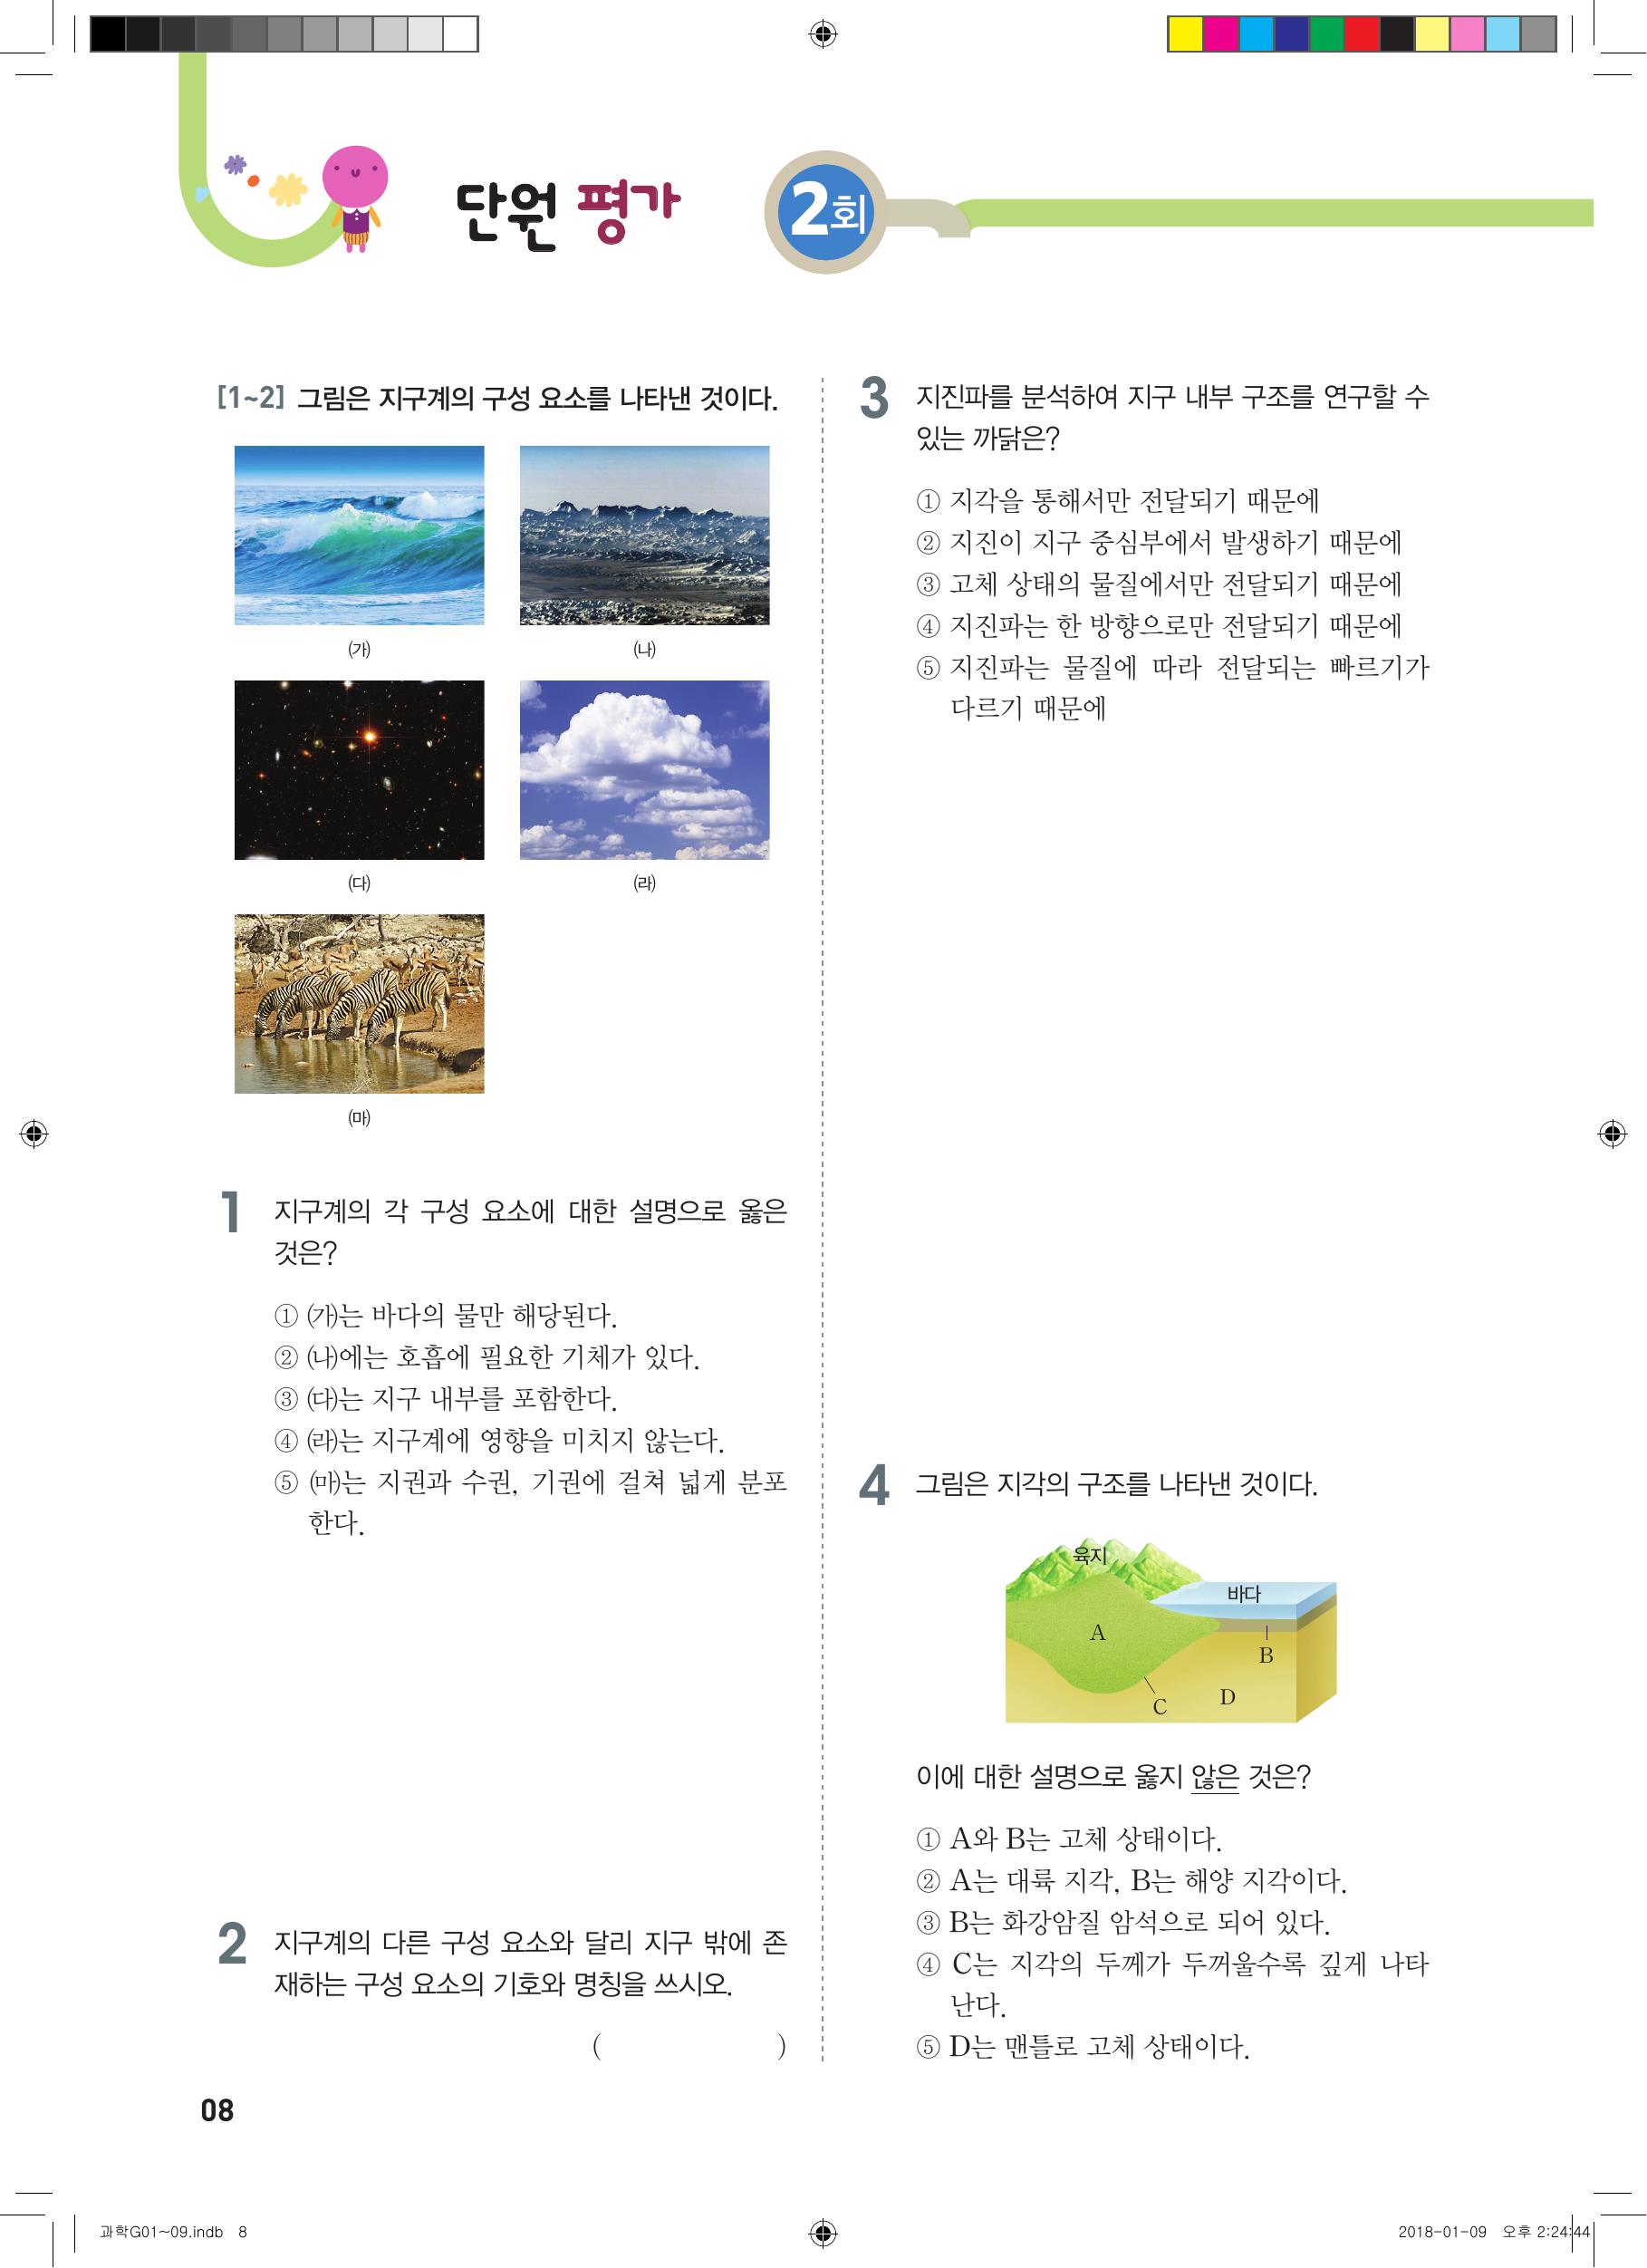 단원 평가 2회
[1~2] 그림은 지구계의 구성 요소를 나타낸 것이다.
(가) (나)
(다) (라)
(마)
1 지구계의 각 구성 요소에 대한 설명으로 옳은
것은?
① (가)는 바다의 물만 해당된다.
② (나)에는 호흡에 필요한 기체가 있다.
③ (다)는 지구 내부를 포함한다.
④ (라)는 지구계에 영향을 미치지 않는다.
⑤ (마)는 지권과 수권, 기권에 걸쳐 넓게 분포
한다.
2 지구계의 다른 구성 요소와 달리 지구 밖에 존
재하는 구성 요소의 기호와 명칭을 쓰시오.
( )
3 지진파를 분석하여 지구 내부 구조를 연구할 수
있는 까닭은?
① 지각을 통해서만 전달되기 때문에
② 지진이 지구 중심부에서 발생하기 때문에
③ 고체 상태의 물질에서만 전달되기 때문에
④ 지진파는 한 방향으로만 전달되기 때문에
⑤ 지진파는 물질에 따라 전달되는 빠르기가
다르기 때문에
4 그림은 지각의 구조를 나타낸 것이다.
육지
바다
A
B
C
D
이에 대한 설명으로 옳지 않은 것은?
① A와 B는 고체 상태이다.
② A는 대륙 지각, B는 해양 지각이다.
③ B는 화강암질 암석으로 되어 있다.
④ C는 지각의 두께가 두꺼울수록 깊게 나타
난다.
⑤ D는 맨틀로 고체 상태이다.
08
과학G01~09.indb 8
2018-01-09 오후 2:24:44